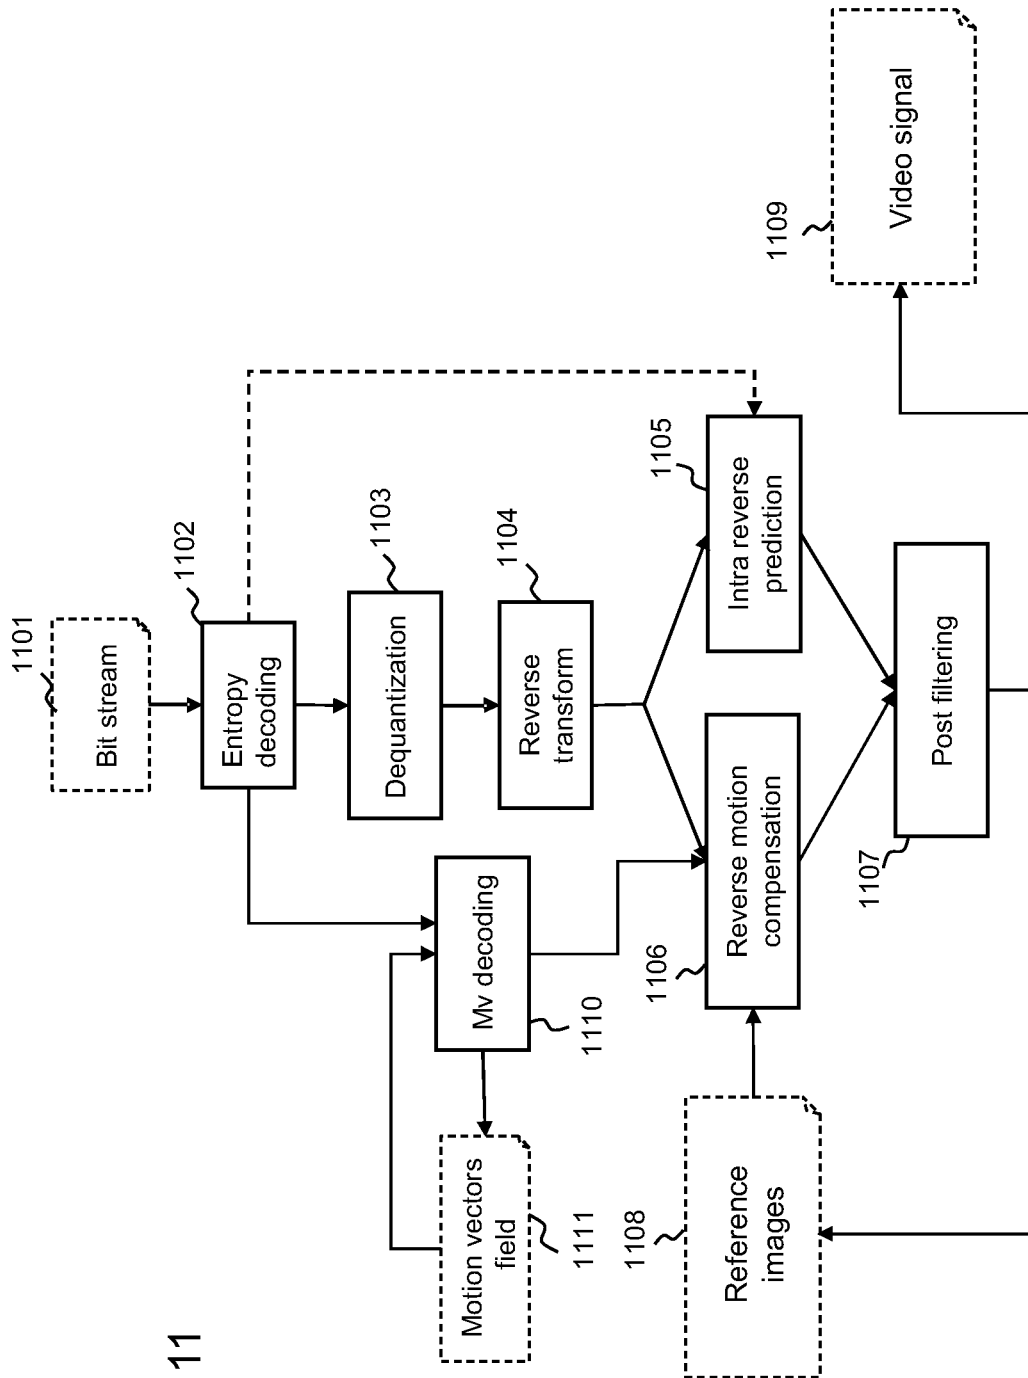 1101
Bit stream
1102
Entropy
decoding
1103
Dequantization
1104
Reverse
transform
1105
Intra reverse
prediction
1106
Reverse motion
compensation
1107
Post filtering
1108
Reference
images
1109
Video signal
1110
Mv decoding
1111
Motion vectors
field
11